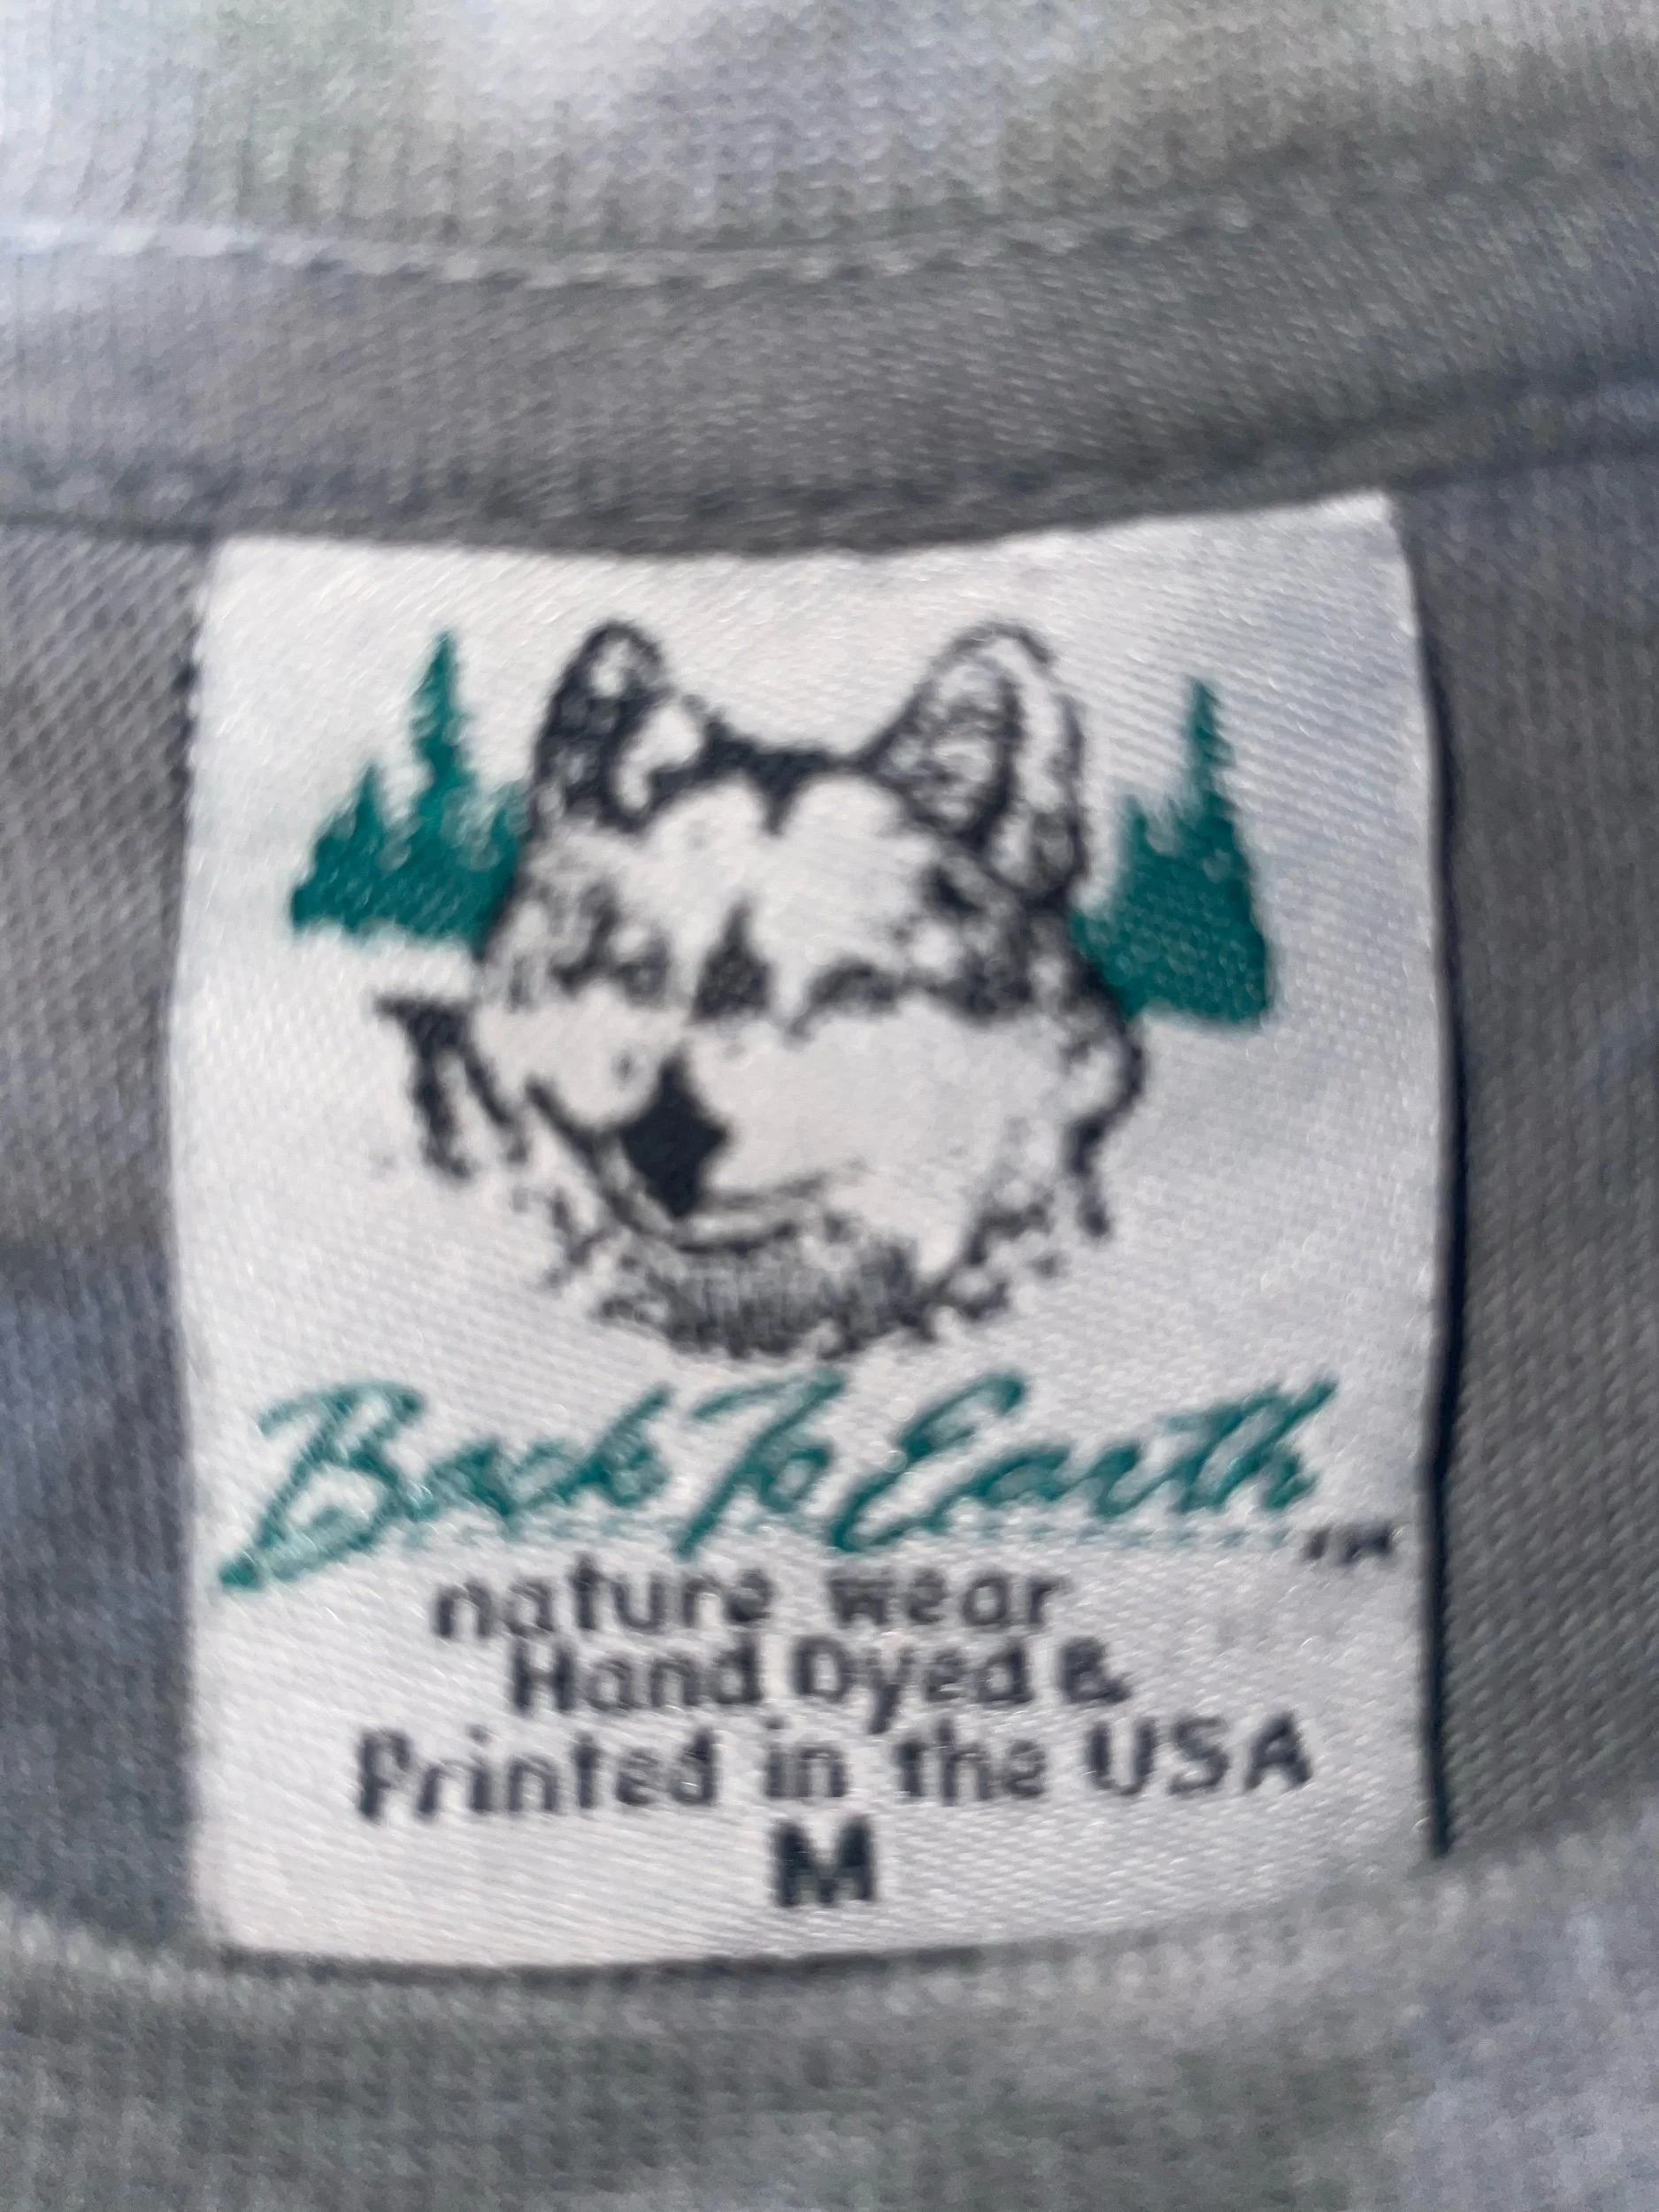 Back To Earth
TM
nature wear
Hand Dyed &
Printed in the USA
M